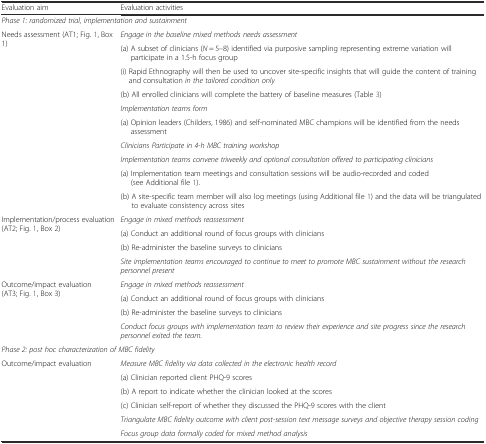 Evaluation aim Evaluation activities
Phase 1: randomized trial, implementation and sustainment
Needs assessment (AT1; Fig. 1, Box 1) Engage in the baseline mixed methods needs assessment
(a) A subset of clinicians (N = 5–8) identified via purposive sampling representing extreme variation will
participate in a 1.5-h focus group
(i) Rapid Ethnography will then be used to uncover site-specific insights that will guide the content of training
and consultation in the tailored condition only
(b) All enrolled clinicians will complete the battery of baseline measures (Table 3)
Implementation teams form
(a) Opinion leaders (Childers, 1986) and self-nominated MBC champions will be identified from the needs
assessment
Clinicians Participate in 4-h MBC training workshop
Implementation teams convene triweekly and optional consultation offered to participating clinicians
(a) Implementation team meetings and consultation sessions will be audio-recorded and coded
(see Additional file 1).
(b) A site-specific team member will also log meetings (using Additional file 1) and the data will be triangulated
to evaluate consistency across sites
Implementation/process evaluation Engage in mixed methods reassessment
(AT2; Fig. 1, Box 2)
(a) Conduct an additional round of focus groups with clinicians
(b) Re-administer the baseline surveys to clinicians
Site implementation teams encouraged to continue to meet to promote MBC sustainment without the research
personnel present
Outcome/impact evaluation Engage in mixed methods reassessment
(AT3; Fig. 1, Box 3)
(a) Conduct an additional round of focus groups with clinicians
(b) Re-administer the baseline surveys to clinicians
Conduct focus groups with implementation team to review their experience and site progress since the research
personnel exited the team.
Phase 2: post hoc characterization of MBC fidelity
Outcome/impact evaluation Measure MBC fidelity via data collected in the electronic health record
(a) Clinician reported client PHQ-9 scores
(b) A report to indicate whether the clinician looked at the scores
(c) Clinician self-report of whether they discussed the PHQ-9 scores with the client
Triangulate MBC fidelity outcome with client post-session text message surveys and objective therapy session coding
Focus group data formally coded for mixed method analysis